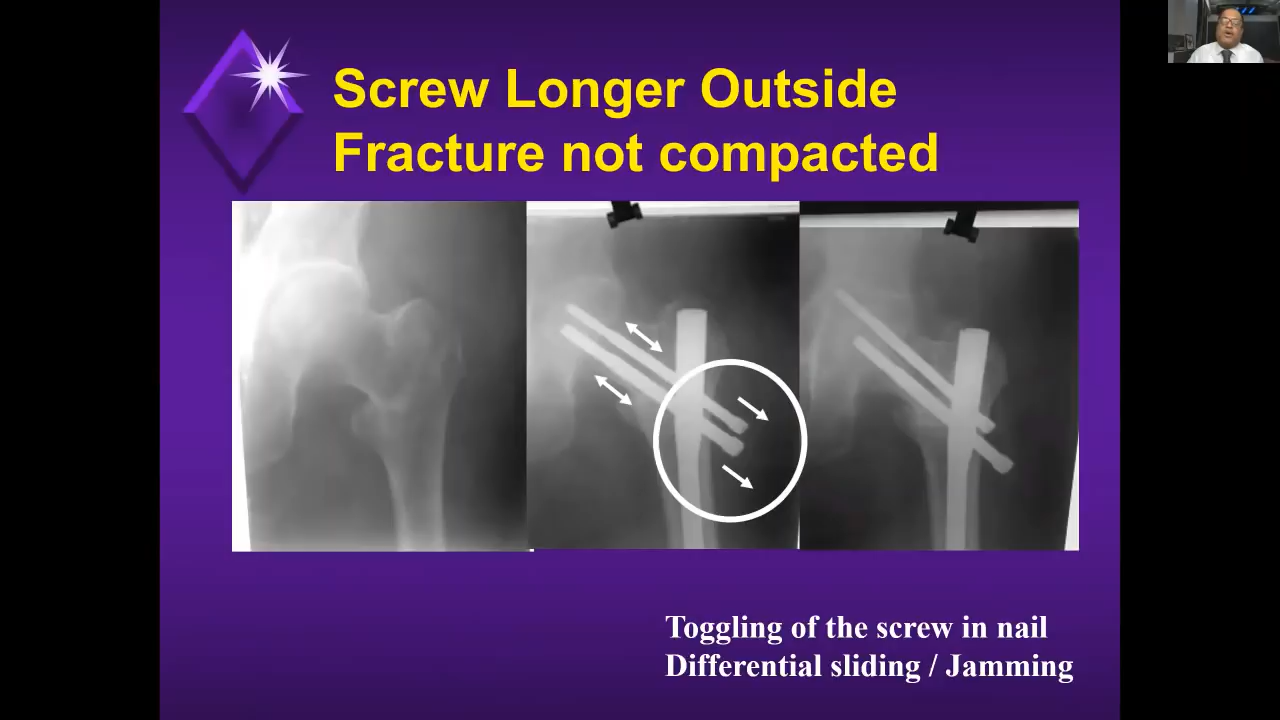 Screw Longer Outside
Fracture not compacted
Toggling of the screw in nail
Differential sliding / Jamming